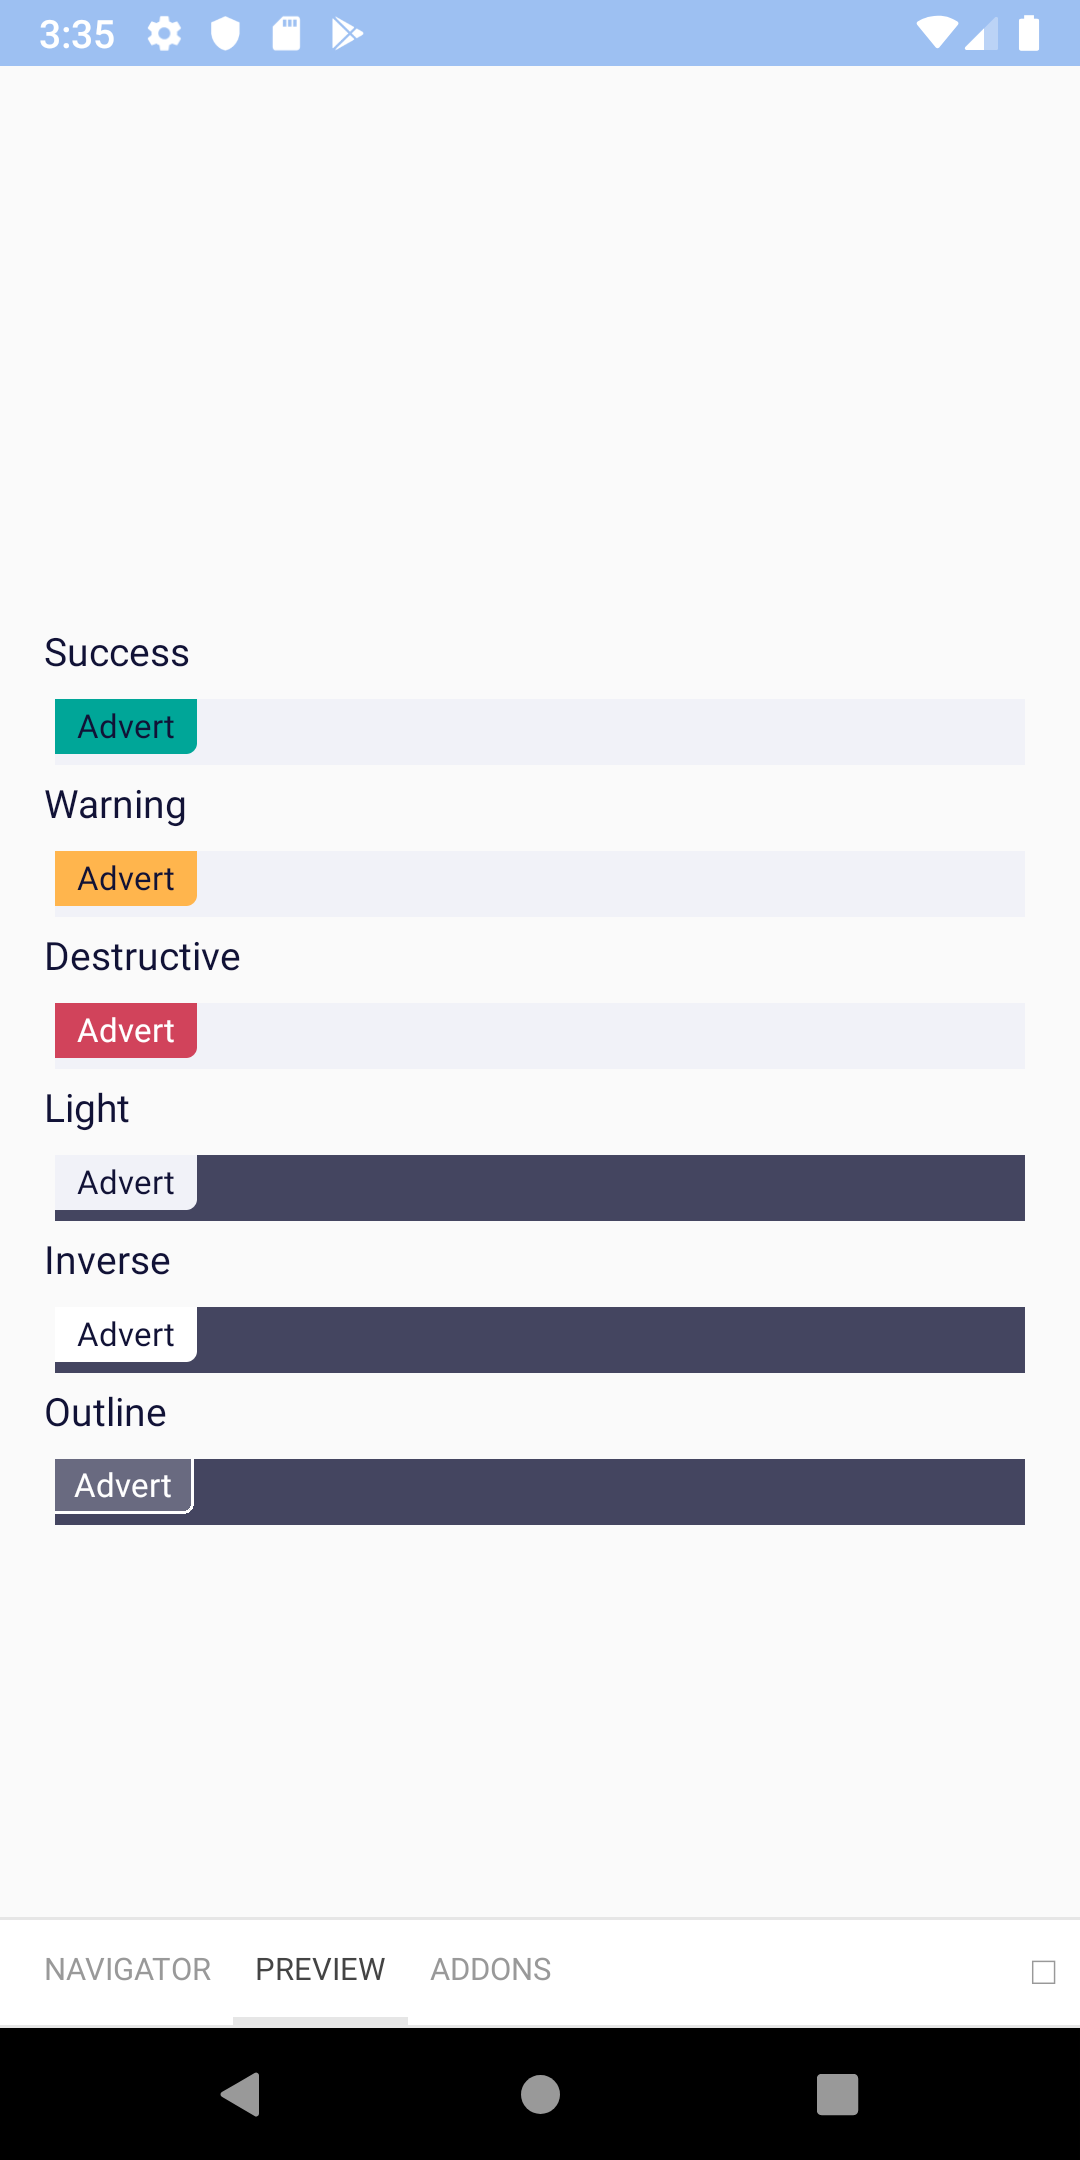 3:35
Success
Advert
Warning
Advert
Destructive
Advert
Light
Advert
Inverse
Advert
Outline
Advert
NAVIGATOR PREVIEW ADDONS